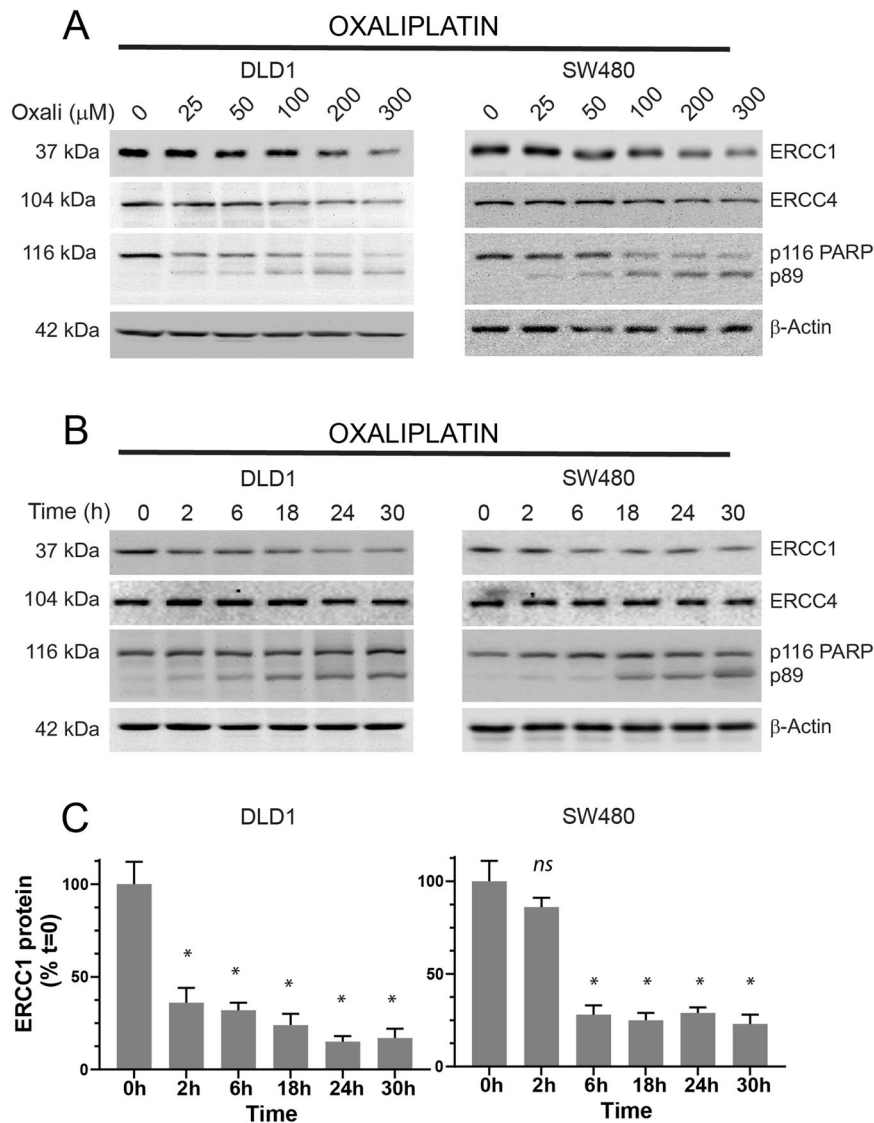 A
OXALIPLATIN
DLD1 SW480
Oxali (μM) 0 25 50 100 200 300 0 25 50 100 200 300
37 kDa ERCC1
104 kDa ERCC4
116 kDa p116 PARP
p89
42 kDa β-Actin
B
OXALIPLATIN
DLD1 SW480
Time (h) 0 2 6 18 24 30 0 2 6 18 24 30
37 kDa ERCC1
104 kDa ERCC4
116 kDa p116 PARP
p89
42 kDa β-Actin
C
DLD1 SW480
ERCC1 protein
(% t=0)
100
50
0
* * * * *
0h 2h 6h 18h 24h 30h
Time
100
50
0
ns * * * *
0h 2h 6h 18h 24h 30h
Time